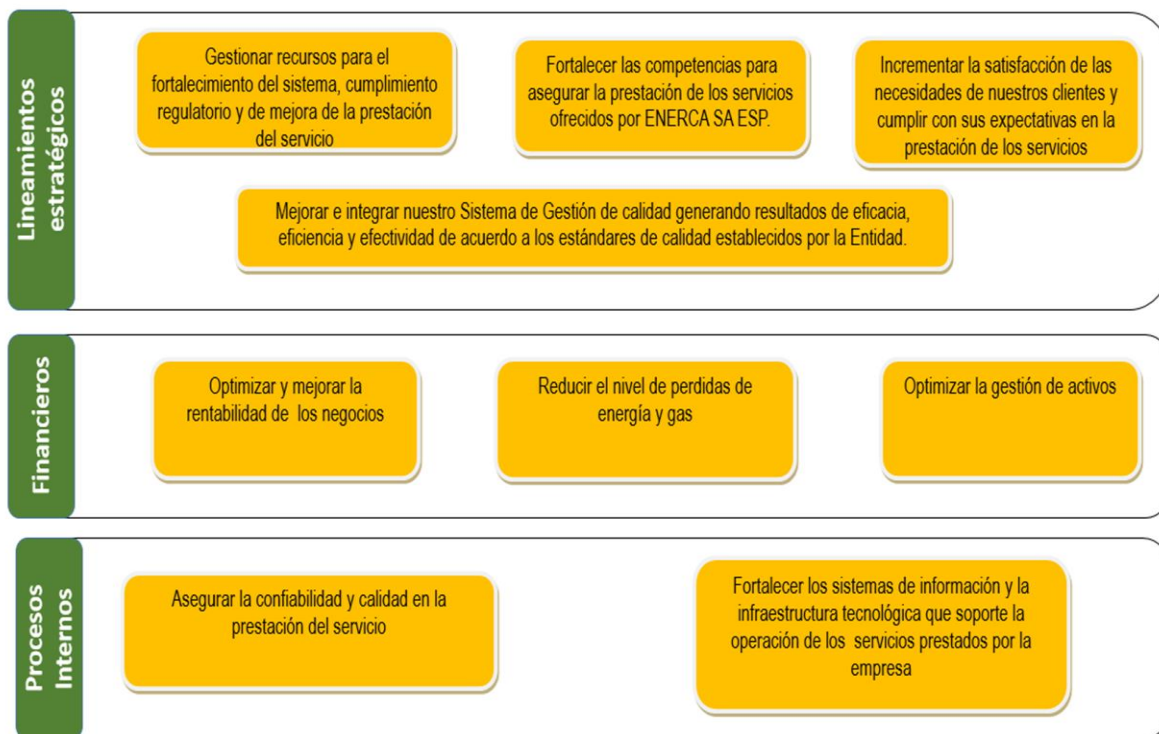 Lineamientos
estratégicos
Gestionar recursos para el
fortalecimiento del sistema, cumplimiento
regulatorio y de mejora de la prestación
del servicio
Fortalecer las competencias para
asegurar la prestación de los servicios
ofrecidos por ENERCA SA ESP.
Incrementar la satisfacción de las
necesidades de nuestros clientes y
cumplir con sus expectativas en la
prestación de los servicios
Mejorar e integrar nuestro Sistema de Gestión de calidad generando resultados de eficacia,
eficiencia y efectividad de acuerdo a los estándares de calidad establecidos por la Entidad.
Financieros
Optimizar y mejorar la
rentabilidad de los negocios
Reducir el nivel de perdidas de
energía y gas
Optimizar la gestión de activos
Procesos
Internos
Asegurar la confiabilidad y calidad en la
prestación del servicio
Fortalecer los sistemas de información y la
infraestructura tecnológica que soporte la
operación de los servicios prestados por la
empresa